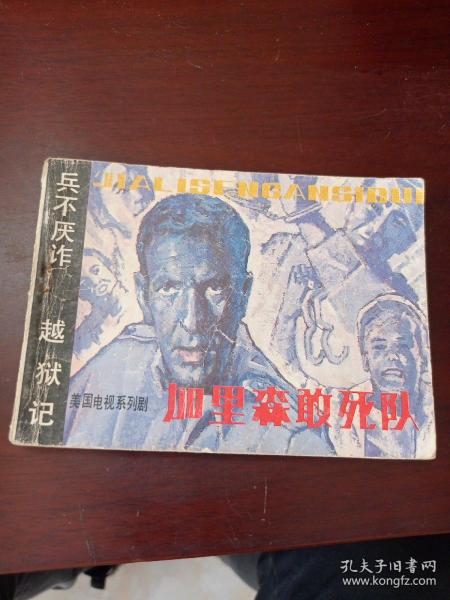 JIALISENGANSIDUI
兵不厌诈
越狱记
美国电视系列剧
加里森敢死队
孔夫子旧书网
www.kongfz.com